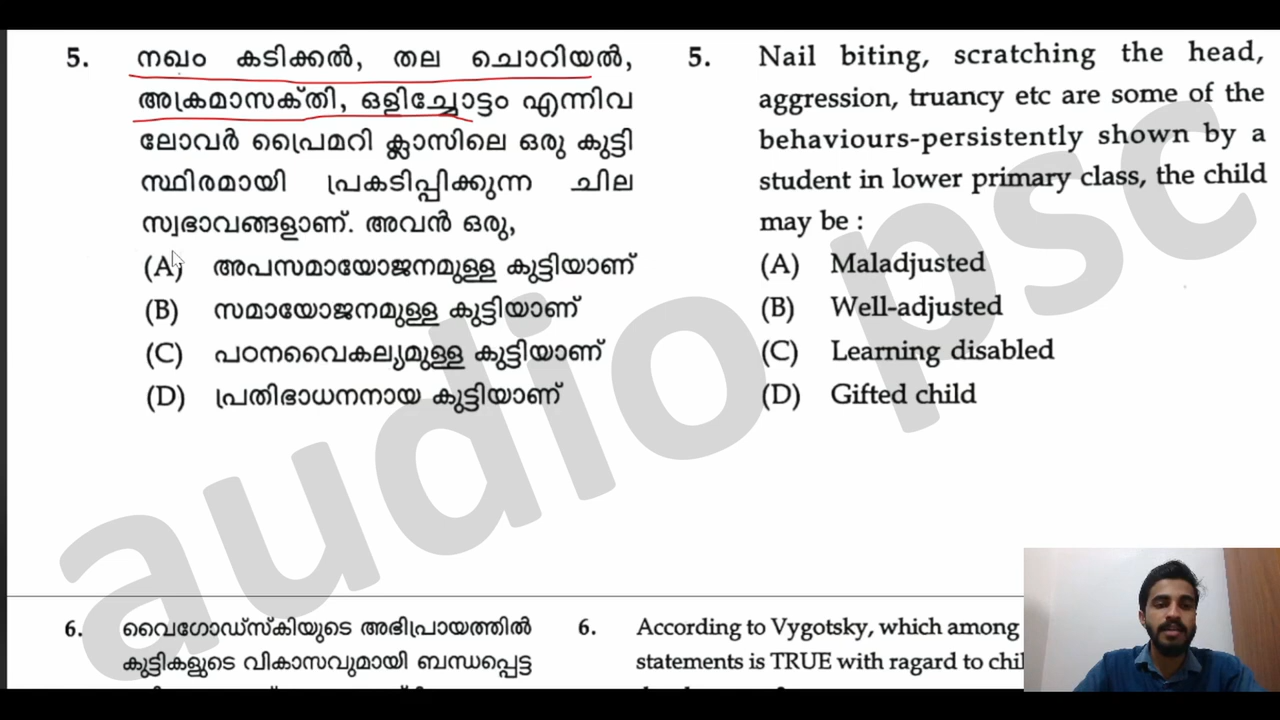 5. നഖം കടിക്കൽ, തല ചൊറിയൽ,
അക്രമാസക്തി, ഒളിച്ചോട്ടം എന്നിവ
ലോവർ പ്രൈമറി ക്ലാസിലെ ഒരു കുട്ടി
സ്ഥിരമായി പ്രകടിപ്പിക്കുന്ന ചില
സ്വഭാവങ്ങളാണ്. അവൻ ഒരു,
(A) അപസമായോജനമുള്ള കുട്ടിയാണ്
(B) സമായോജനമുള്ള കുട്ടിയാണ്
(C) പഠനവൈകല്യമുള്ള കുട്ടിയാണ്
(D) പ്രതിഭാധനനായ കുട്ടിയാണ്
5. Nail biting, scratching the head,
aggression, truancy etc are some of the
behaviours-persistently shown by a
student in lower primary class, the child
may be :
(A) Maladjusted
(B) Well-adjusted
(C) Learning disabled
(D) Gifted child
audio psc
6. വൈഗോഡ്സ്കിയുടെ അഭിപ്രായത്തിൽ
കുട്ടികളുടെ വികാസവുമായി ബന്ധപ്പെട്ട
6. According to Vygotsky, which among
statements is TRUE with ragard to chil